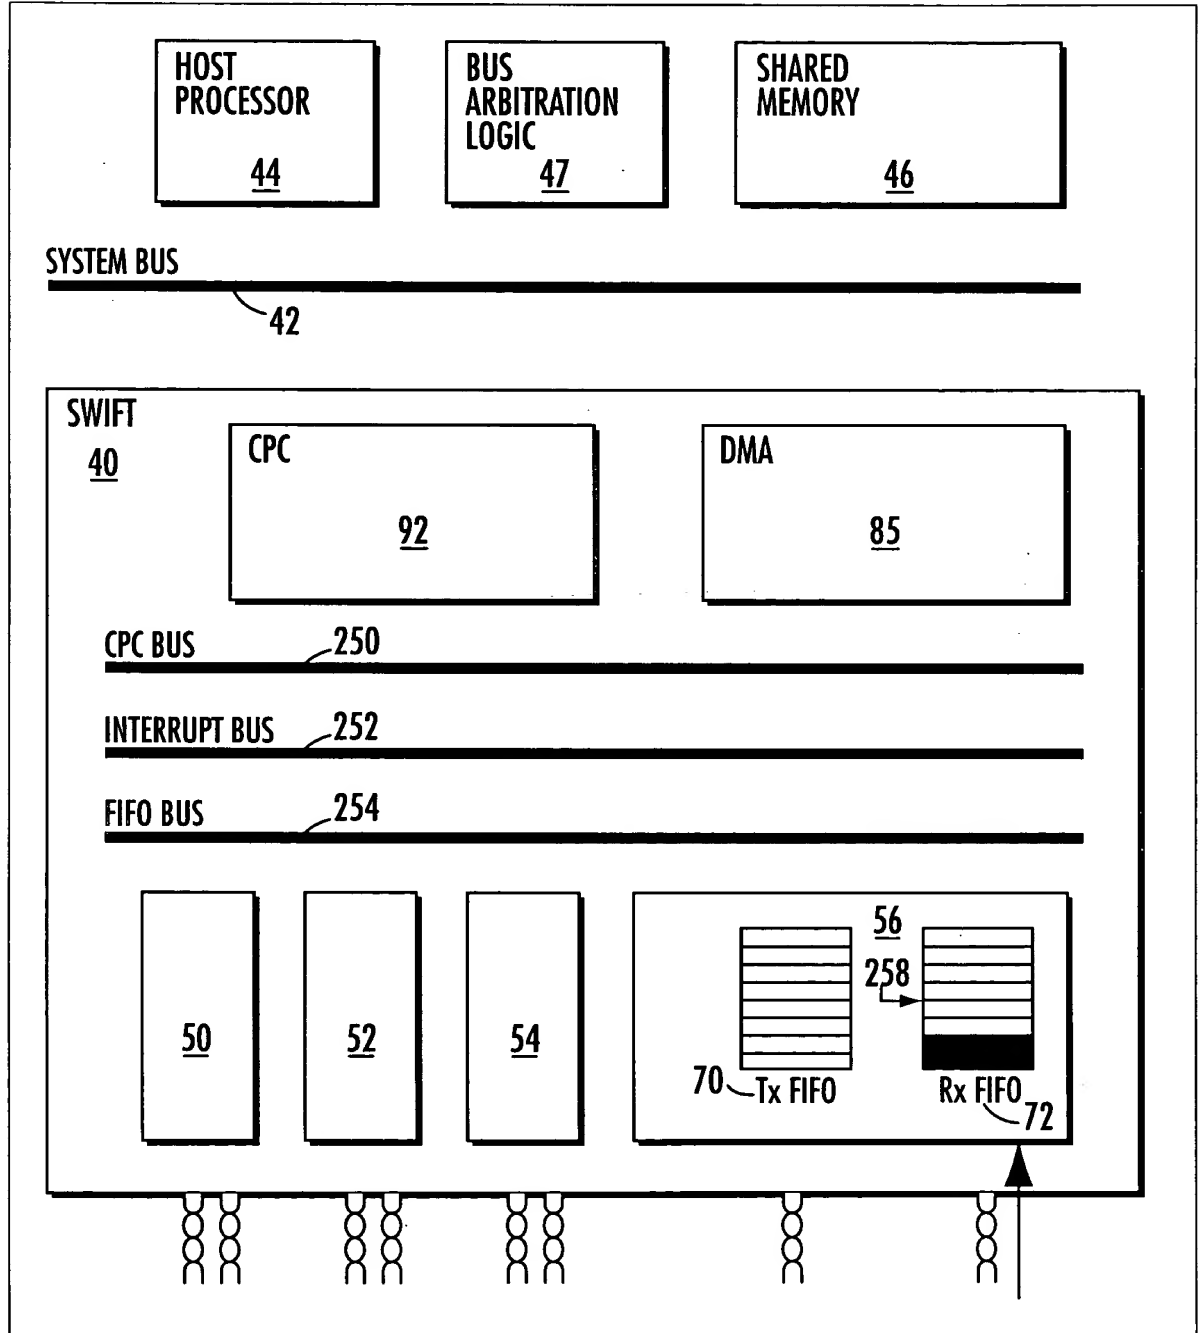 HOST
PROCESSOR
44
BUS
ARBITRATION
LOGIC
47
SHARED
MEMORY
46
SYSTEM BUS
42
SWIFT
40
CPC
92
DMA
85
CPC BUS
250
INTERRUPT BUS
252
FIFO BUS
254
50
52
54
56
258
70
Tx FIFO
Rx FIFO
72